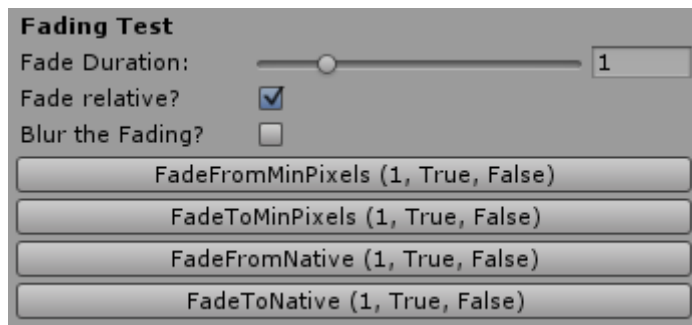 Fading Test
Fade Duration: 1
Fade relative?
Blur the Fading?
FadeFromMinPixels (1, True, False)
FadeToMinPixels (1, True, False)
FadeFromNative (1, True, False)
FadeToNative (1, True, False)